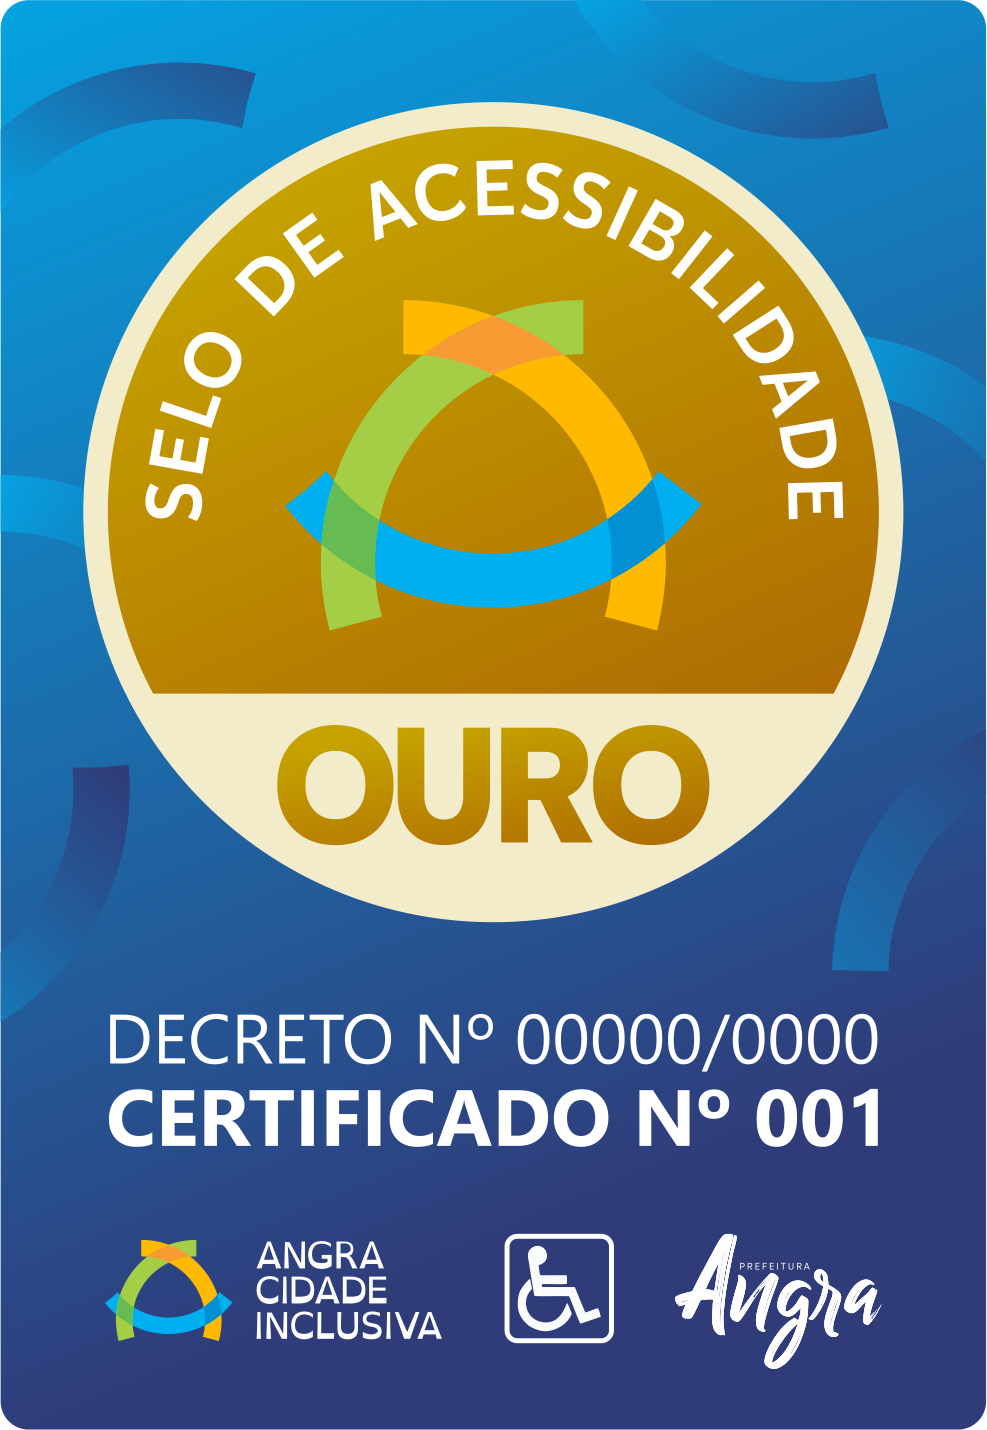 SELO DE ACESSIBILIDADE
OURO
DECRETO Nº 00000/0000
CERTIFICADO Nº 001
ANGRA
CIDADE
INCLUSIVA
PREFEITURA
Angra